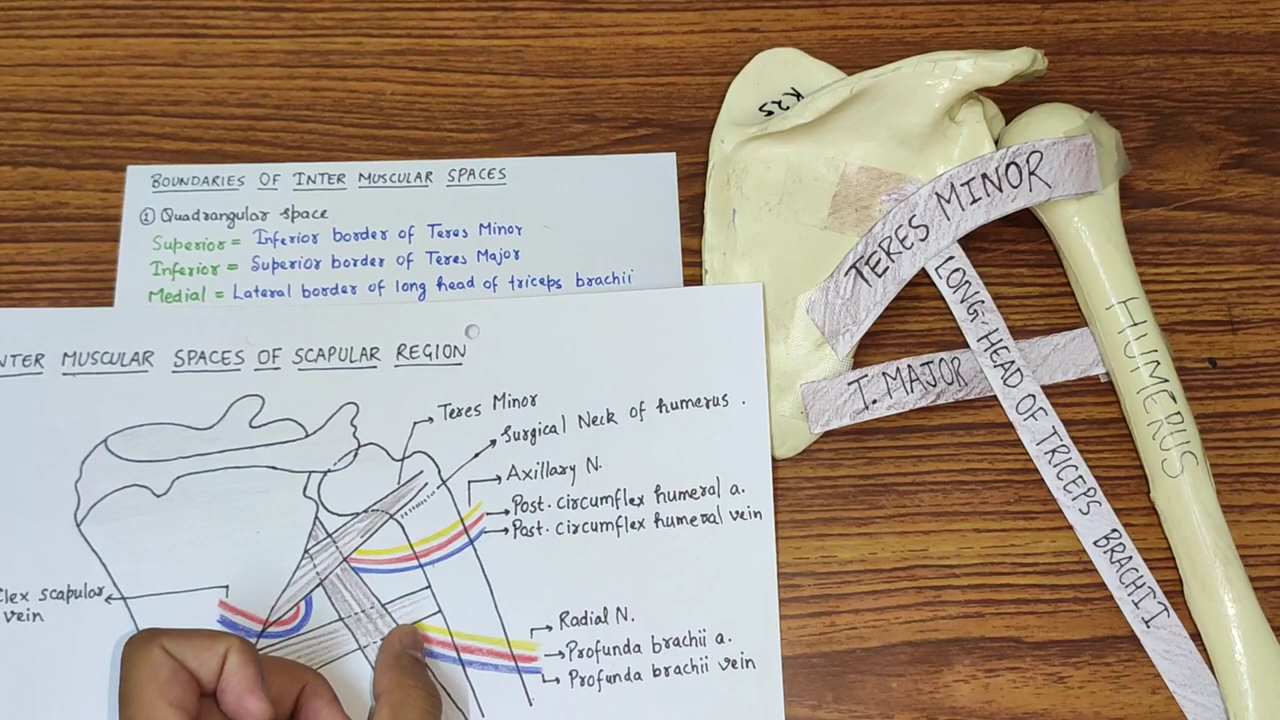 BOUNDARIES OF INTER MUSCULAR SPACES
① Quadrangular space
Superior = Inferior border of Teres Minor
Inferior = Superior border of Teres Major
Medial = Lateral border of long head of triceps brachii
NTER MUSCULAR SPACES OF SCAPULAR REGION
Teres Minor
Surgical Neck of humerus.
Axillary N.
Post. circumflex humeral a.
Post. circumflex humeral vein
lex scapular
vein
Radial N.
Profunda brachii a.
Profunda brachii vein
K25
TERES MINOR
LONG-HEAD OF TRICEPS BRACHII
T. MAJOR
HUMERUS